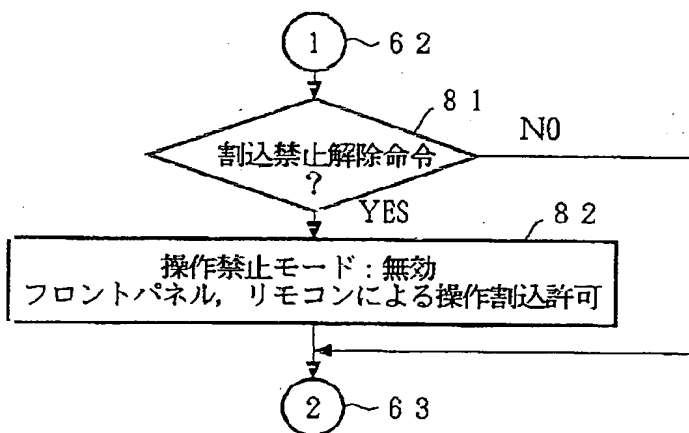 1
62
81
割込禁止解除命令
?
NO
YES
82
操作禁止モード:無効
フロントパネル, リモコンによる操作割込許可
2
63